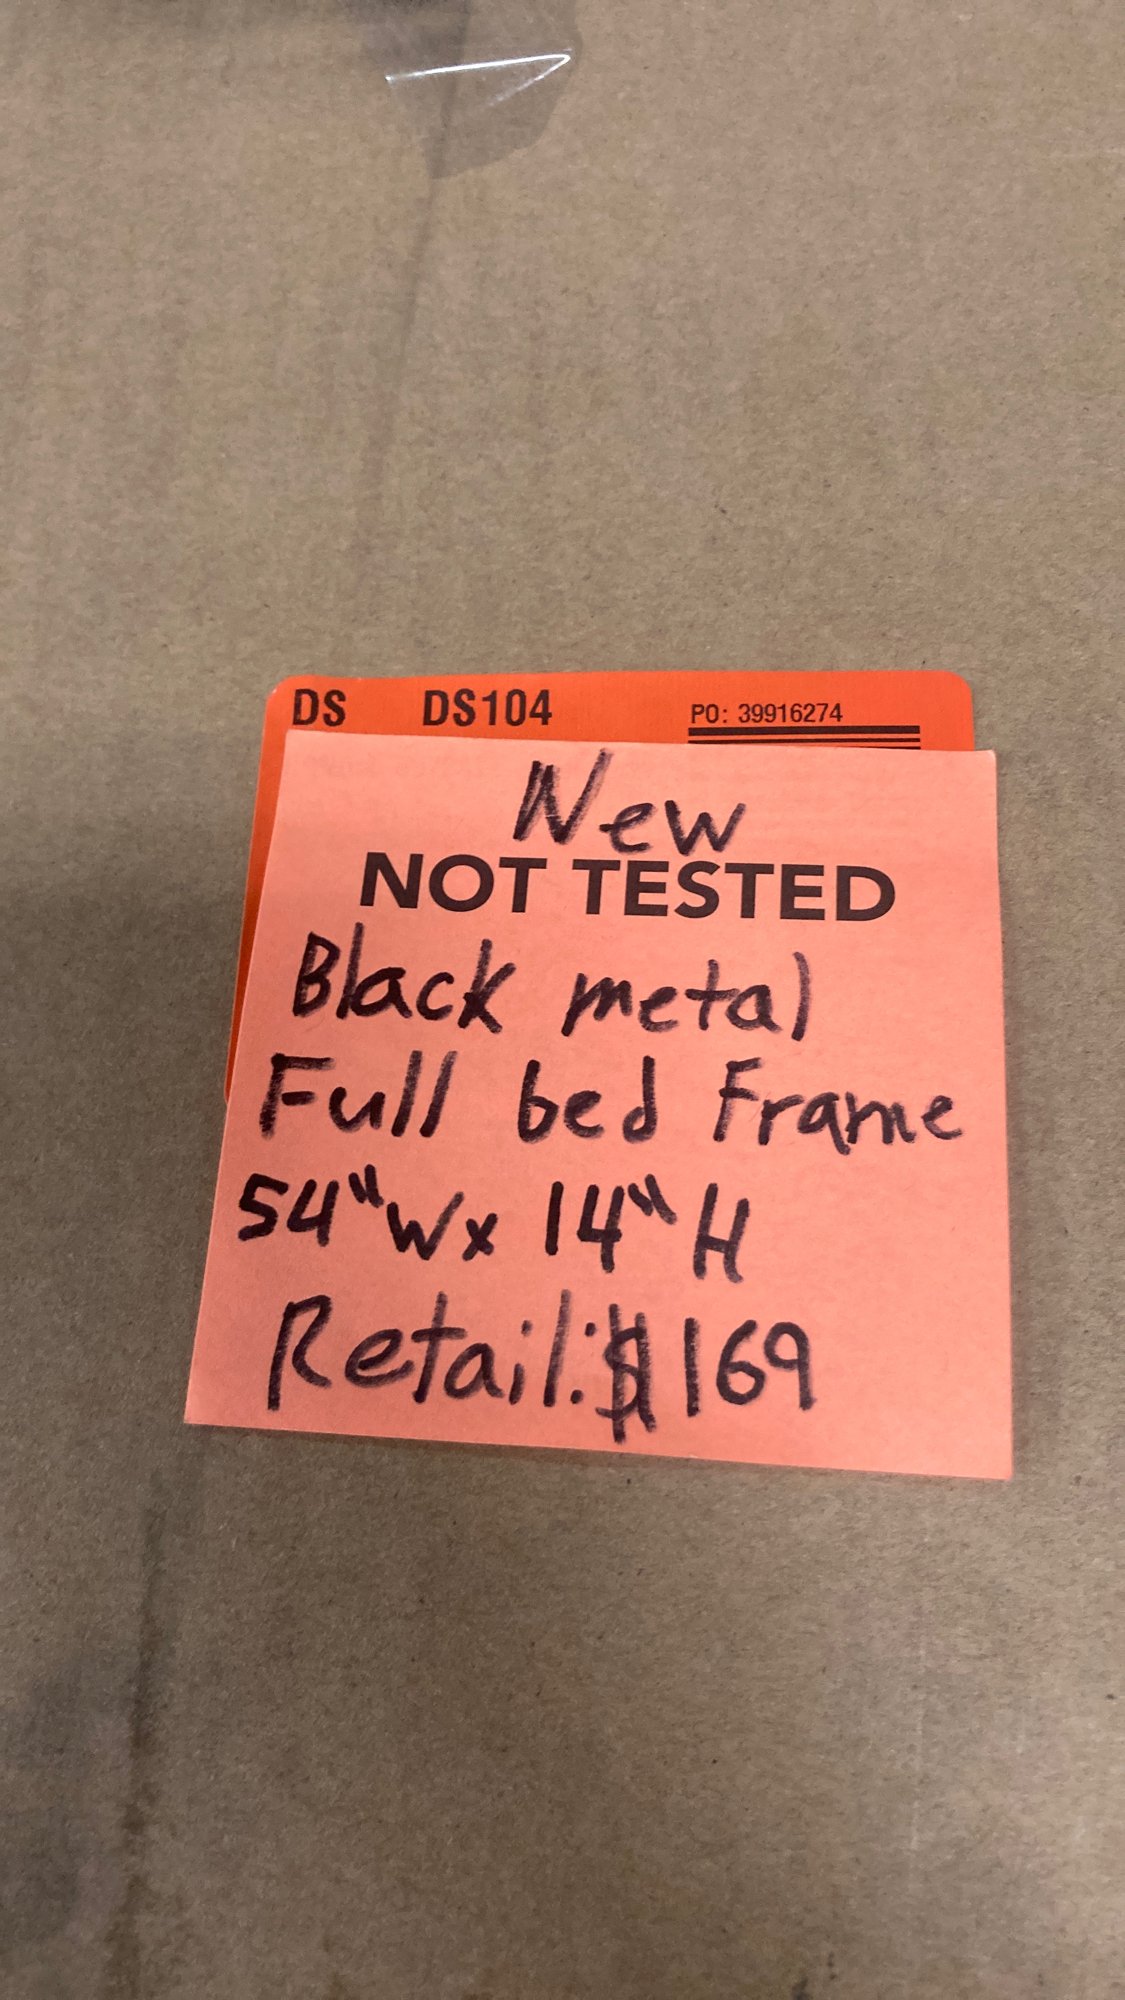 DS DS104 PO: 39916274
New
NOT TESTED
Black metal
Full bed Frame
54"W x 14" H
Retail: $169